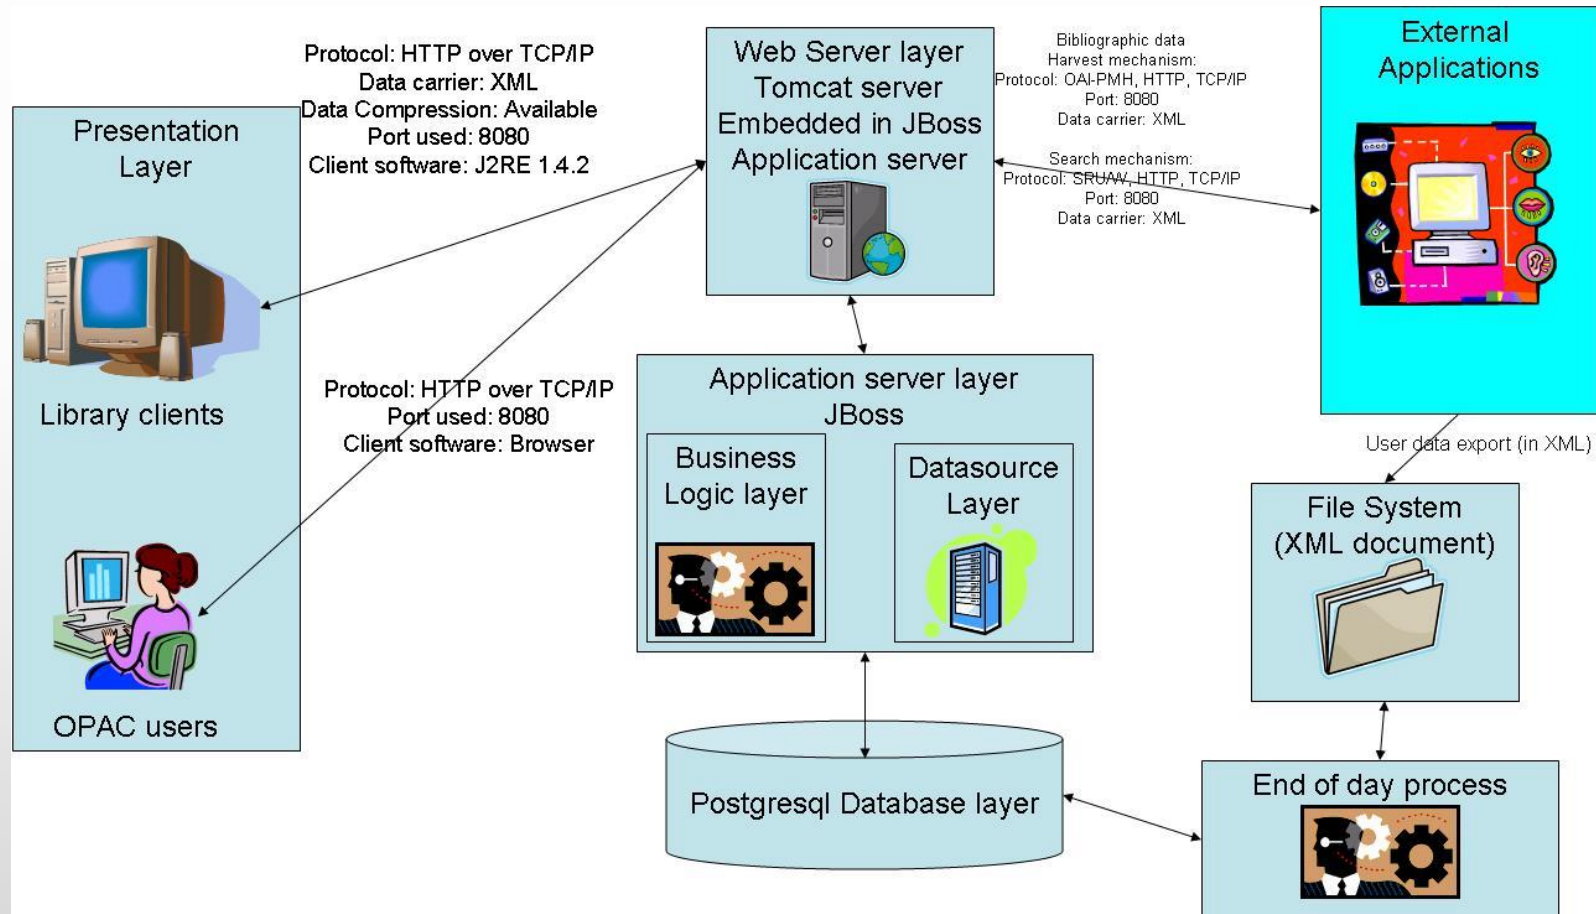 Presentation
Layer
Library clients
OPAC users
Protocol: HTTP over TCP/IP
Data carrier: XML
Data Compression: Available
Port used: 8080
Client software: J2RE 1.4.2
Protocol: HTTP over TCP/IP
Port used: 8080
Client software: Browser
Web Server layer
Tomcat server
Embedded in JBoss
Application server
Bibliographic data
Harvest mechanism:
Protocol: OAI-PMH, HTTP, TCP/IP
Port: 8080
Data carrier: XML
Search mechanism:
Protocol: SRU/W, HTTP, TCP/IP
Port: 8080
Data carrier: XML
External
Applications
Application server layer
JBoss
Business
Logic layer
Datasource
Layer
User data export (in XML)
File System
(XML document)
Postgresql Database layer
End of day process